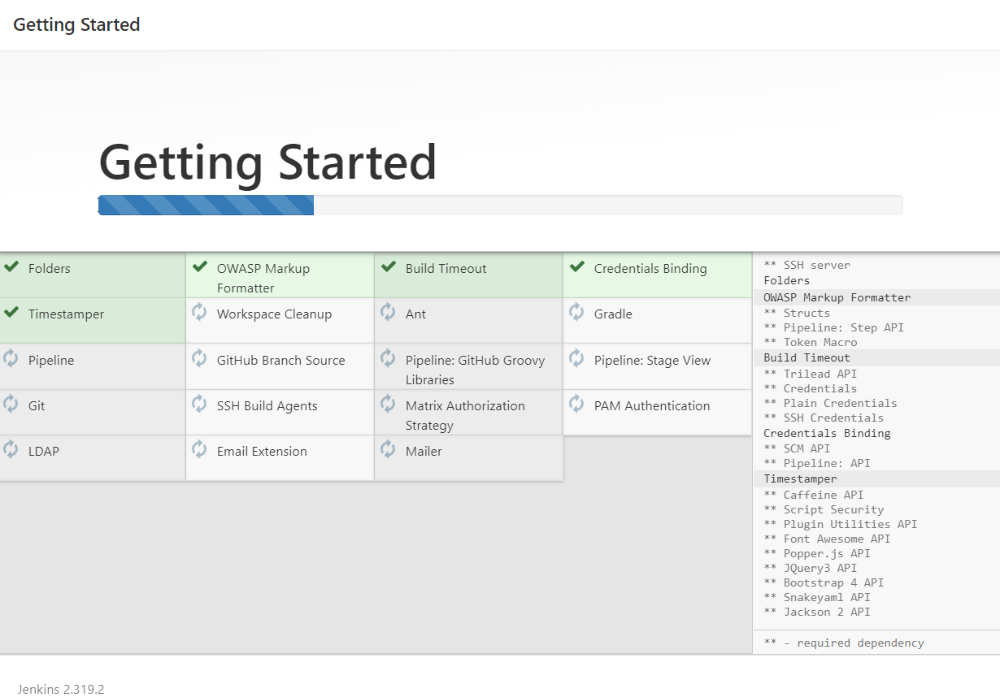 Getting Started
Getting Started
Folders
OWASP Markup
Formatter
Build Timeout
Credentials Binding
Timestamper
Workspace Cleanup
Ant
Gradle
Pipeline
GitHub Branch Source
Pipeline: GitHub Groovy
Libraries
Pipeline: Stage View
Git
SSH Build Agents
Matrix Authorization
Strategy
PAM Authentication
LDAP
Email Extension
Mailer
** SSH server
Folders
OWASP Markup Formatter
** Structs
** Pipeline: Step API
** Token Macro
Build Timeout
** Trilead API
** Credentials
** Plain Credentials
** SSH Credentials
Credentials Binding
** SCM API
** Pipeline: API
Timestamper
** Caffeine API
** Script Security
** Plugin Utilities API
** Font Awesome API
** Popper.js API
** JQuery3 API
** Bootstrap 4 API
** Snakeyaml API
** Jackson 2 API
** - required dependency
Jenkins 2.319.2